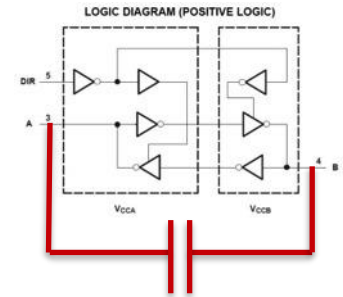 LOGIC DIAGRAM (POSITIVE LOGIC)
DIR 5
A 3
4 B
VCCA VCCB